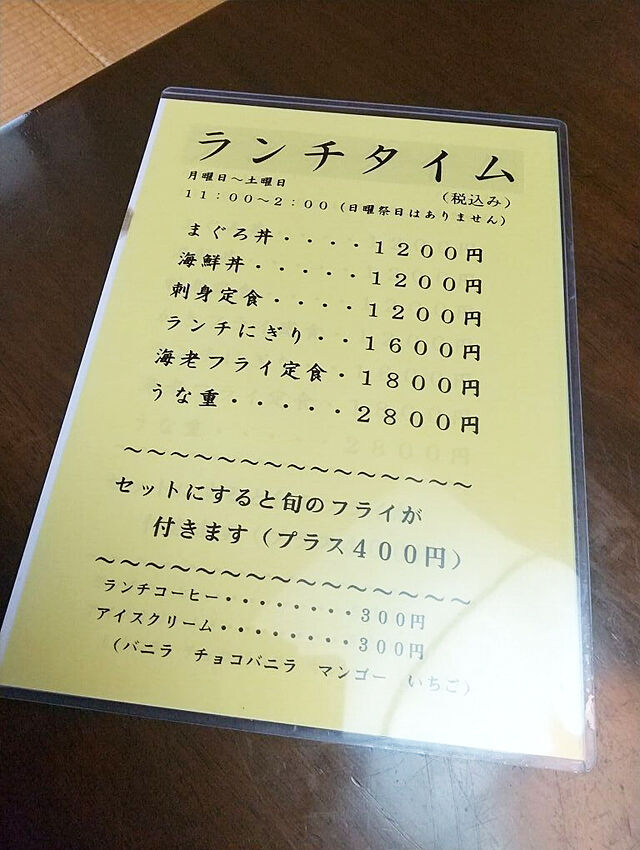 ランチタイム
月曜日～土曜日
（税込み）
１１：００～２：００（日曜祭日はありません）
まぐろ丼・・・・１２００円
海鮮丼・・・・・１２００円
刺身定食・・・・１２００円
ランチにぎり・・１６００円
海老フライ定食・１８００円
うな重・・・・・２８００円
～～～～～～～～～～～～～～～
セットにすると旬のフライが
付きます（プラス４００円）
～～～～～～～～～～～～～～～
ランチコーヒー・・・・・・・・３００円
アイスクリーム・・・・・・・・３００円
（バニラ　チョコバニラ　マンゴー　いちご）